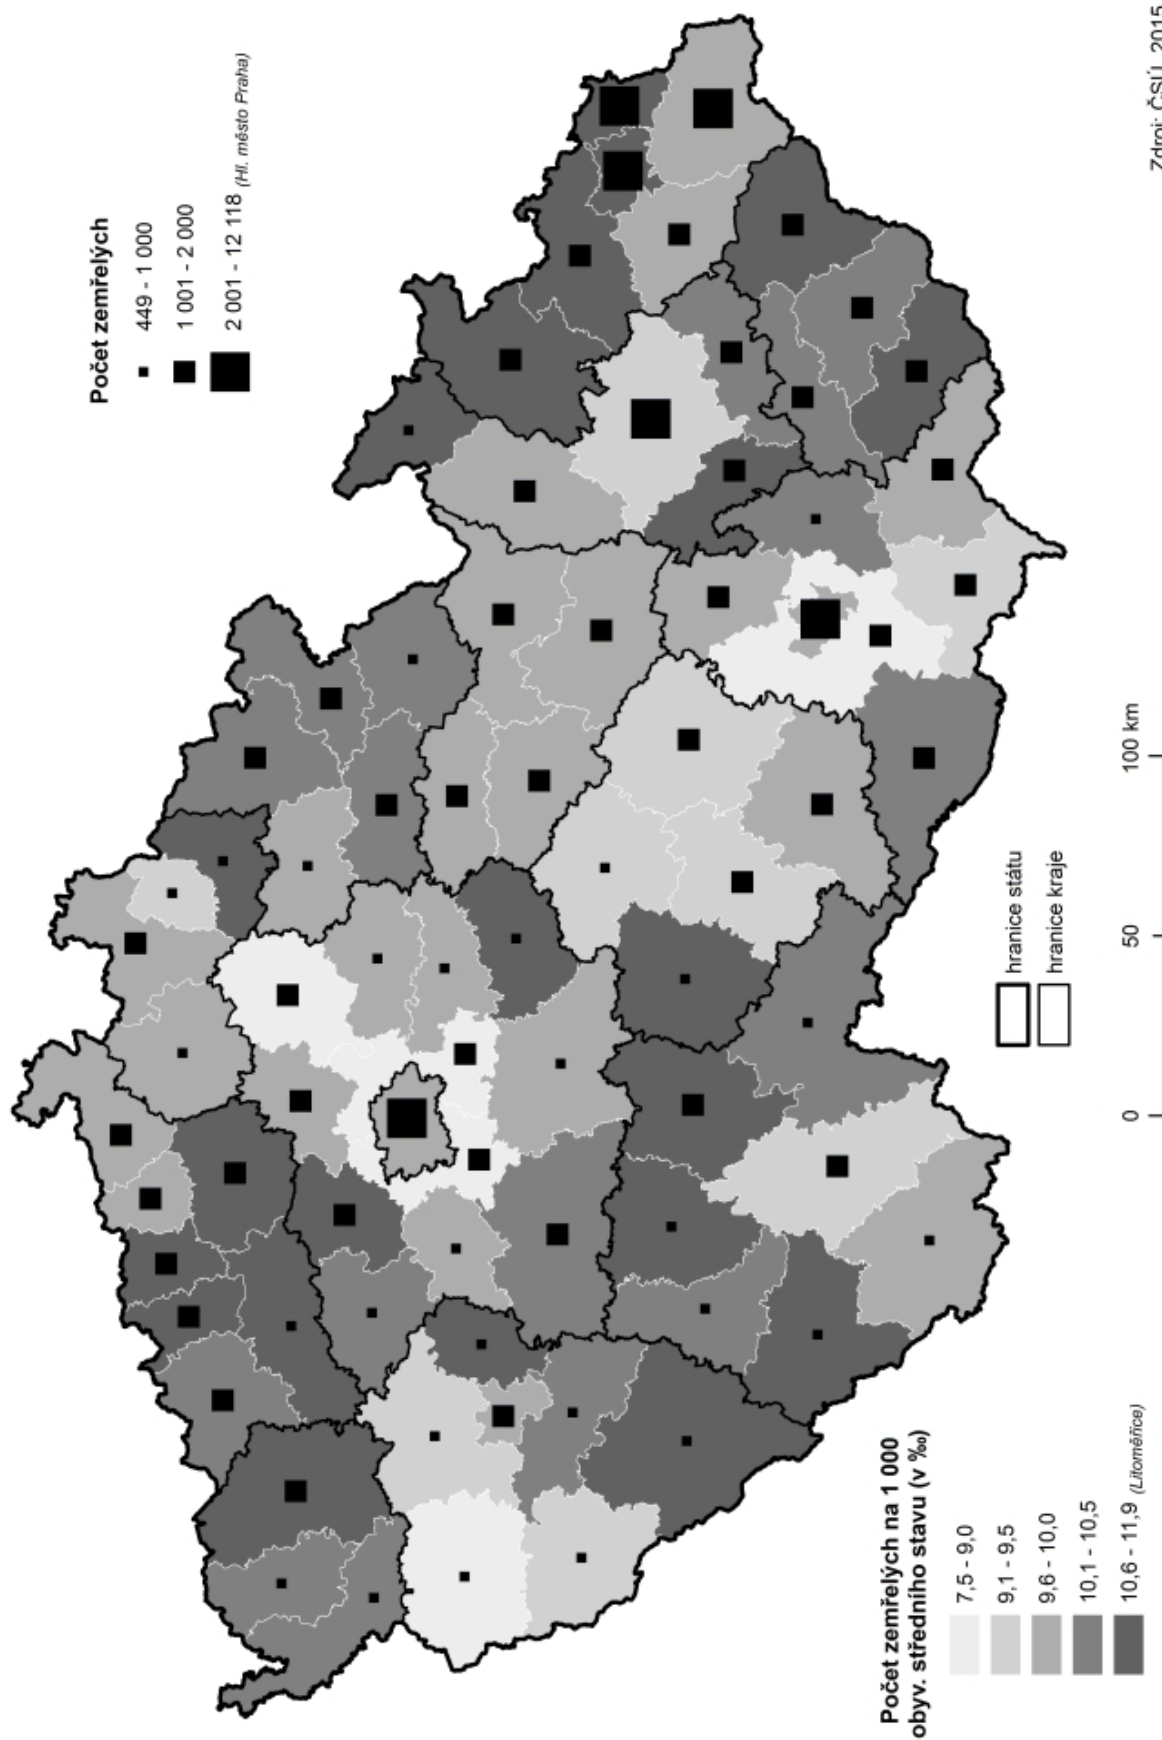 Počet zemřelých
449 - 1 000
1 001 - 2 000
2 001 - 12 118 (Hl. město Praha)
Počet zemřelých na 1 000
obyv. středního stavu (v ‰)
7,5 - 9,0
9,1 - 9,5
9,6 - 10,0
10,1 - 10,5
10,6 - 11,9 (Litoměřice)
hranice státu
hranice kraje
0 50 100 km
Zdroj: ČSÚ, 2015